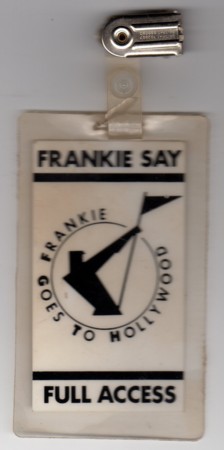 FRANKIE SAY
FRANKIE
GOES TO HOLLYWOOD
FULL ACCESS